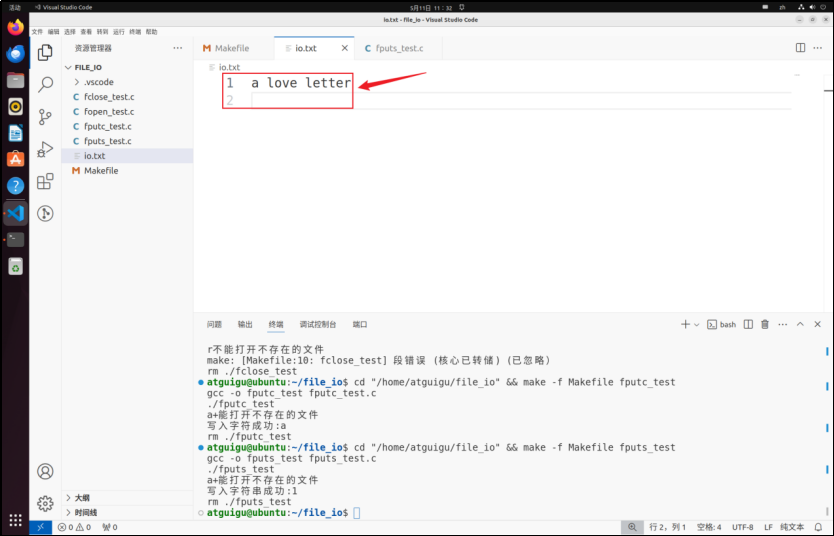 活动
Visual Studio Code
5月11日 11：32
zh
io.txt - file_io - Visual Studio Code
文件 编辑 选择 查看 转到 运行 终端 帮助
资源管理器
Makefile
io.txt
fputs_test.c
FILE_IO
.vscode
fclose_test.c
fopen_test.c
fputc_test.c
fputs_test.c
io.txt
Makefile
io.txt
1 a love letter
2
问题 输出 终端 调试控制台 端口
bash
r不能打开不存在的文件
make: [Makefile:10: fclose_test] 段错误 (核心已转储) (已忽略)
rm ./fclose_test
atguigu@ubuntu:~/file_io$ cd "/home/atguigu/file_io" && make -f Makefile fputc_test
gcc -o fputc_test fputc_test.c
./fputc_test
a+能打开不存在的文件
写入字符成功:a
rm ./fputc_test
atguigu@ubuntu:~/file_io$ cd "/home/atguigu/file_io" && make -f Makefile fputs_test
gcc -o fputs_test fputs_test.c
./fputs_test
a+能打开不存在的文件
写入字符串成功:1
rm ./fputs_test
atguigu@ubuntu:~/file_io$
大纲
时间线
0 0 0
行 2，列 1 空格: 4 UTF-8 LF 纯文本